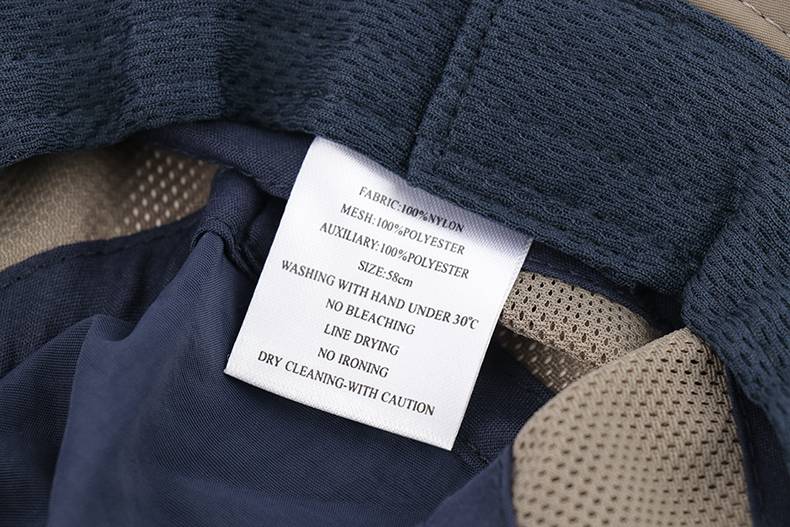 FABRIC:100%NYLON
MESH:100%POLYESTER
AUXILIARY:100%POLYESTER
SIZE:58cm
WASHING WITH HAND UNDER 30℃
NO BLEACHING
LINE DRYING
NO IRONING
DRY CLEANING-WITH CAUTION